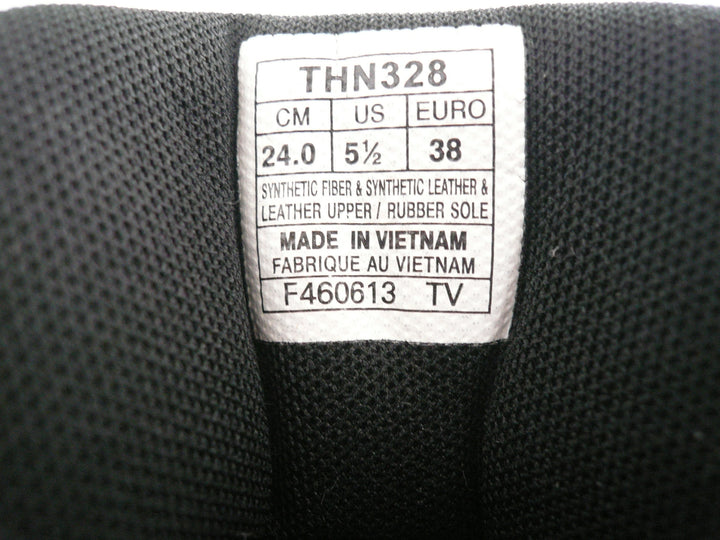 THN328
CM US EURO
24.0 5½ 38
SYNTHETIC FIBER & SYNTHETIC LEATHER &
LEATHER UPPER / RUBBER SOLE
MADE IN VIETNAM
FABRIQUE AU VIETNAM
F460613 TV